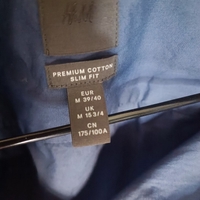 H&M
PREMIUM COTTON
SLIM FIT
EUR
M 39/40
UK
M 15 3/4
CN
175/100A